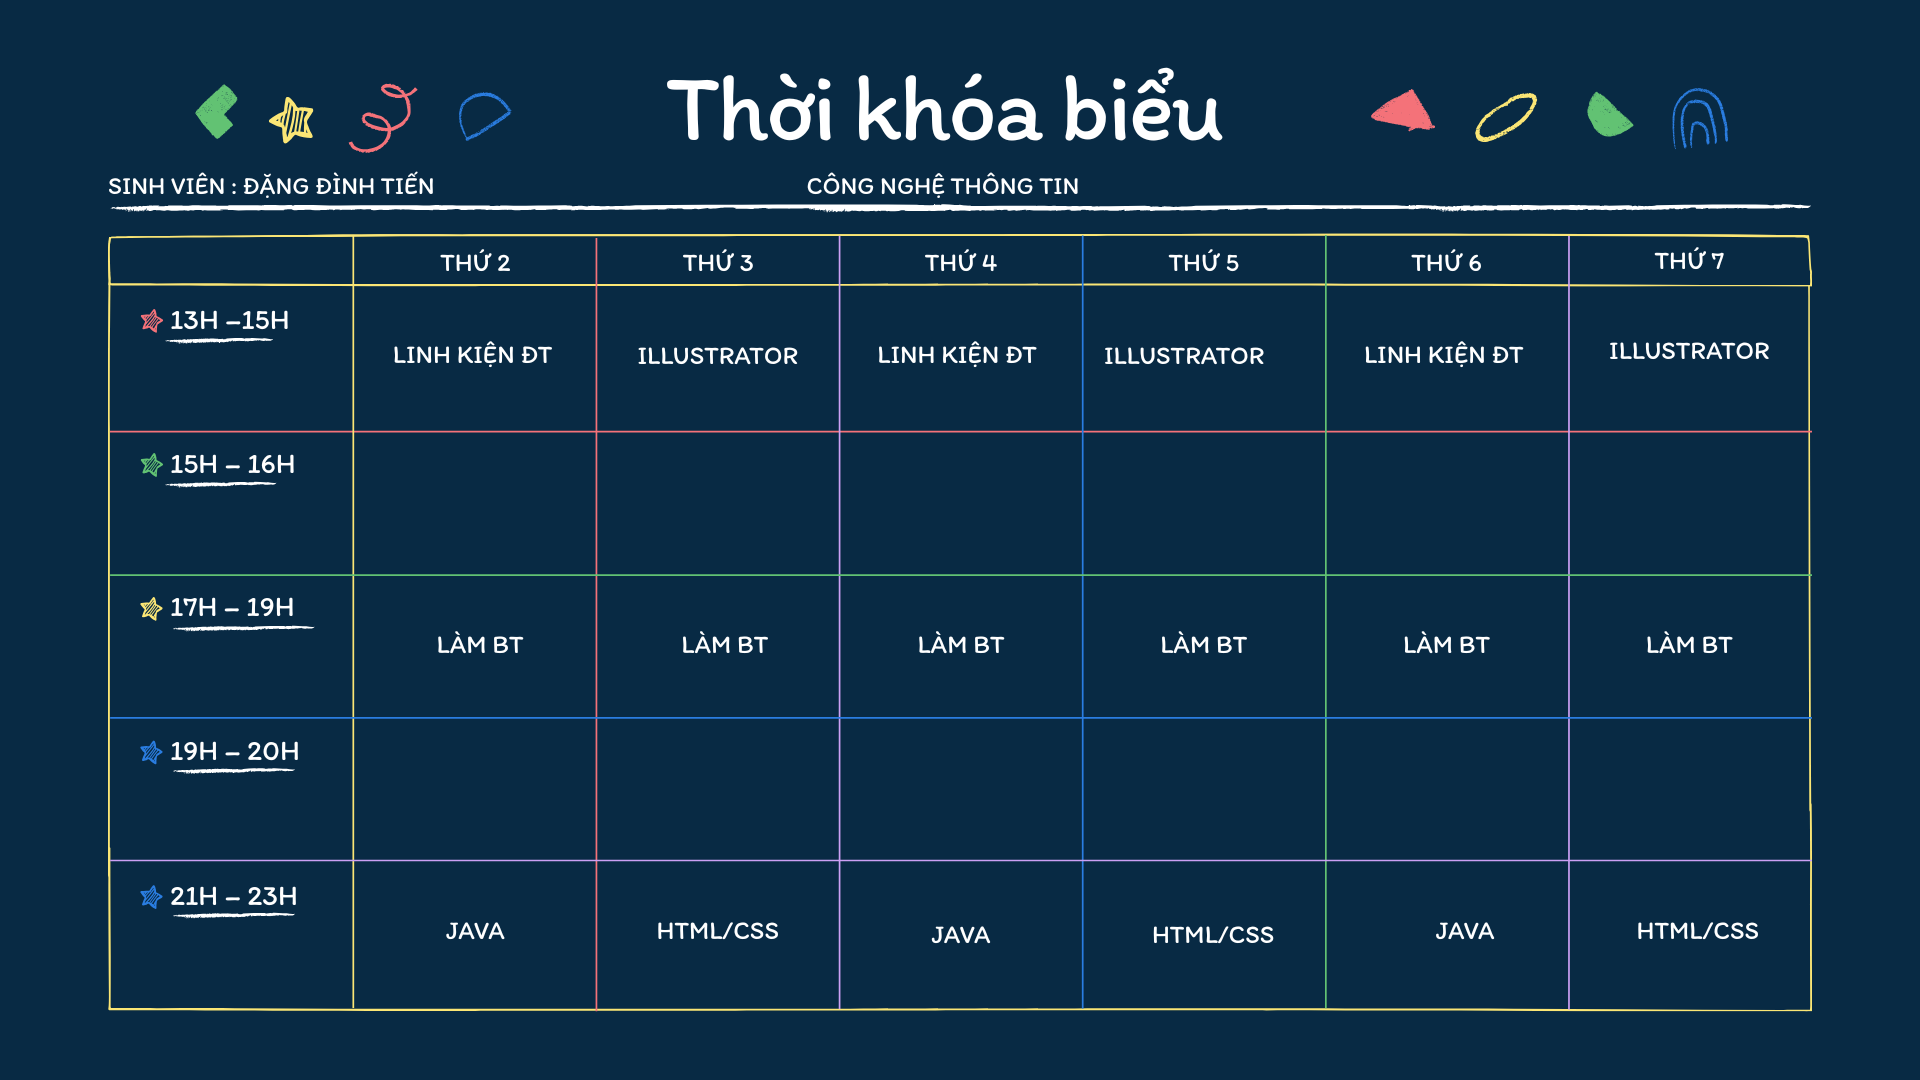 Thời khóa biểu
SINH VIÊN : ĐẶNG ĐÌNH TIẾN
CÔNG NGHỆ THÔNG TIN
THỨ 2
THỨ 3
THỨ 4
THỨ 5
THỨ 6
THỨ 7
13H –15H
LINH KIỆN ĐT
ILLUSTRATOR
LINH KIỆN ĐT
ILLUSTRATOR
LINH KIỆN ĐT
ILLUSTRATOR
15H – 16H
17H – 19H
LÀM BT
LÀM BT
LÀM BT
LÀM BT
LÀM BT
LÀM BT
19H – 20H
21H – 23H
JAVA
HTML/CSS
JAVA
HTML/CSS
JAVA
HTML/CSS